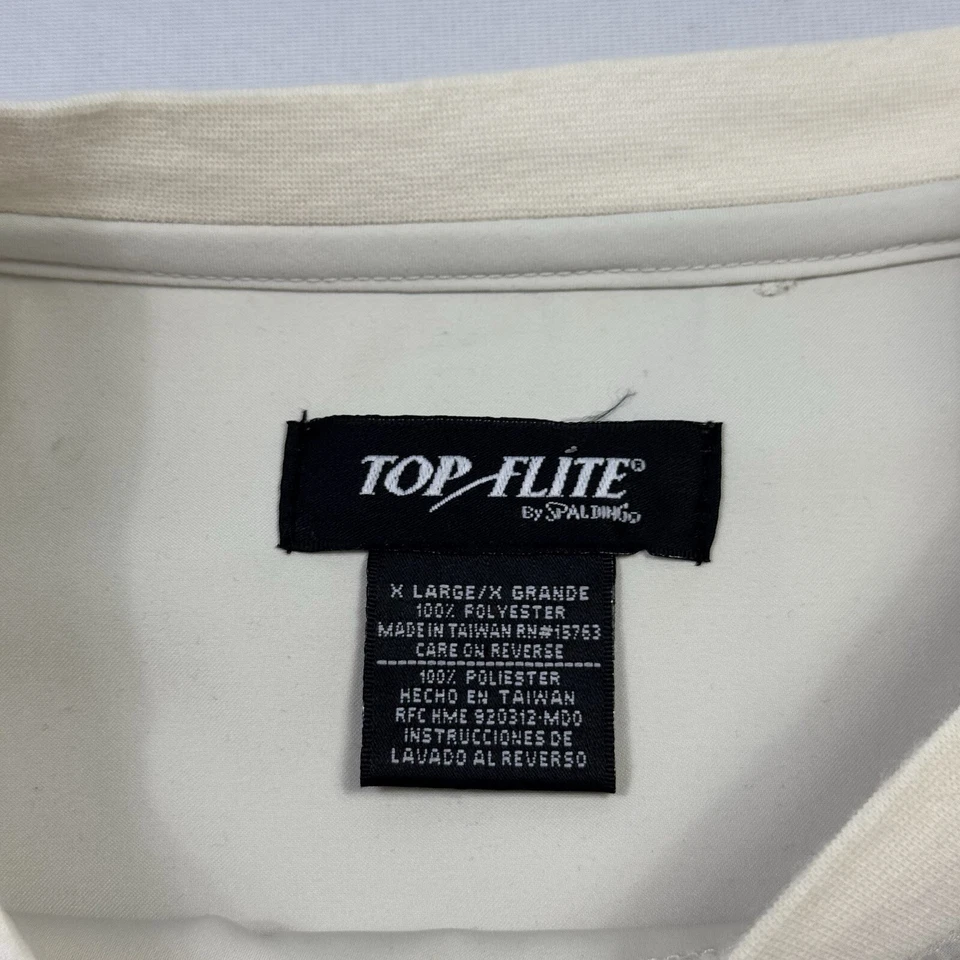 TOP FLITE®
By SPALDING®
X LARGE/X GRANDE
100% POLYESTER
MADE IN TAIWAN RN#15763
CARE ON REVERSE
100% POLIESTER
HECHO EN TAIWAN
RFC HME 920312-MD0
INSTRUCCIONES DE
LAVADO AL REVERSO